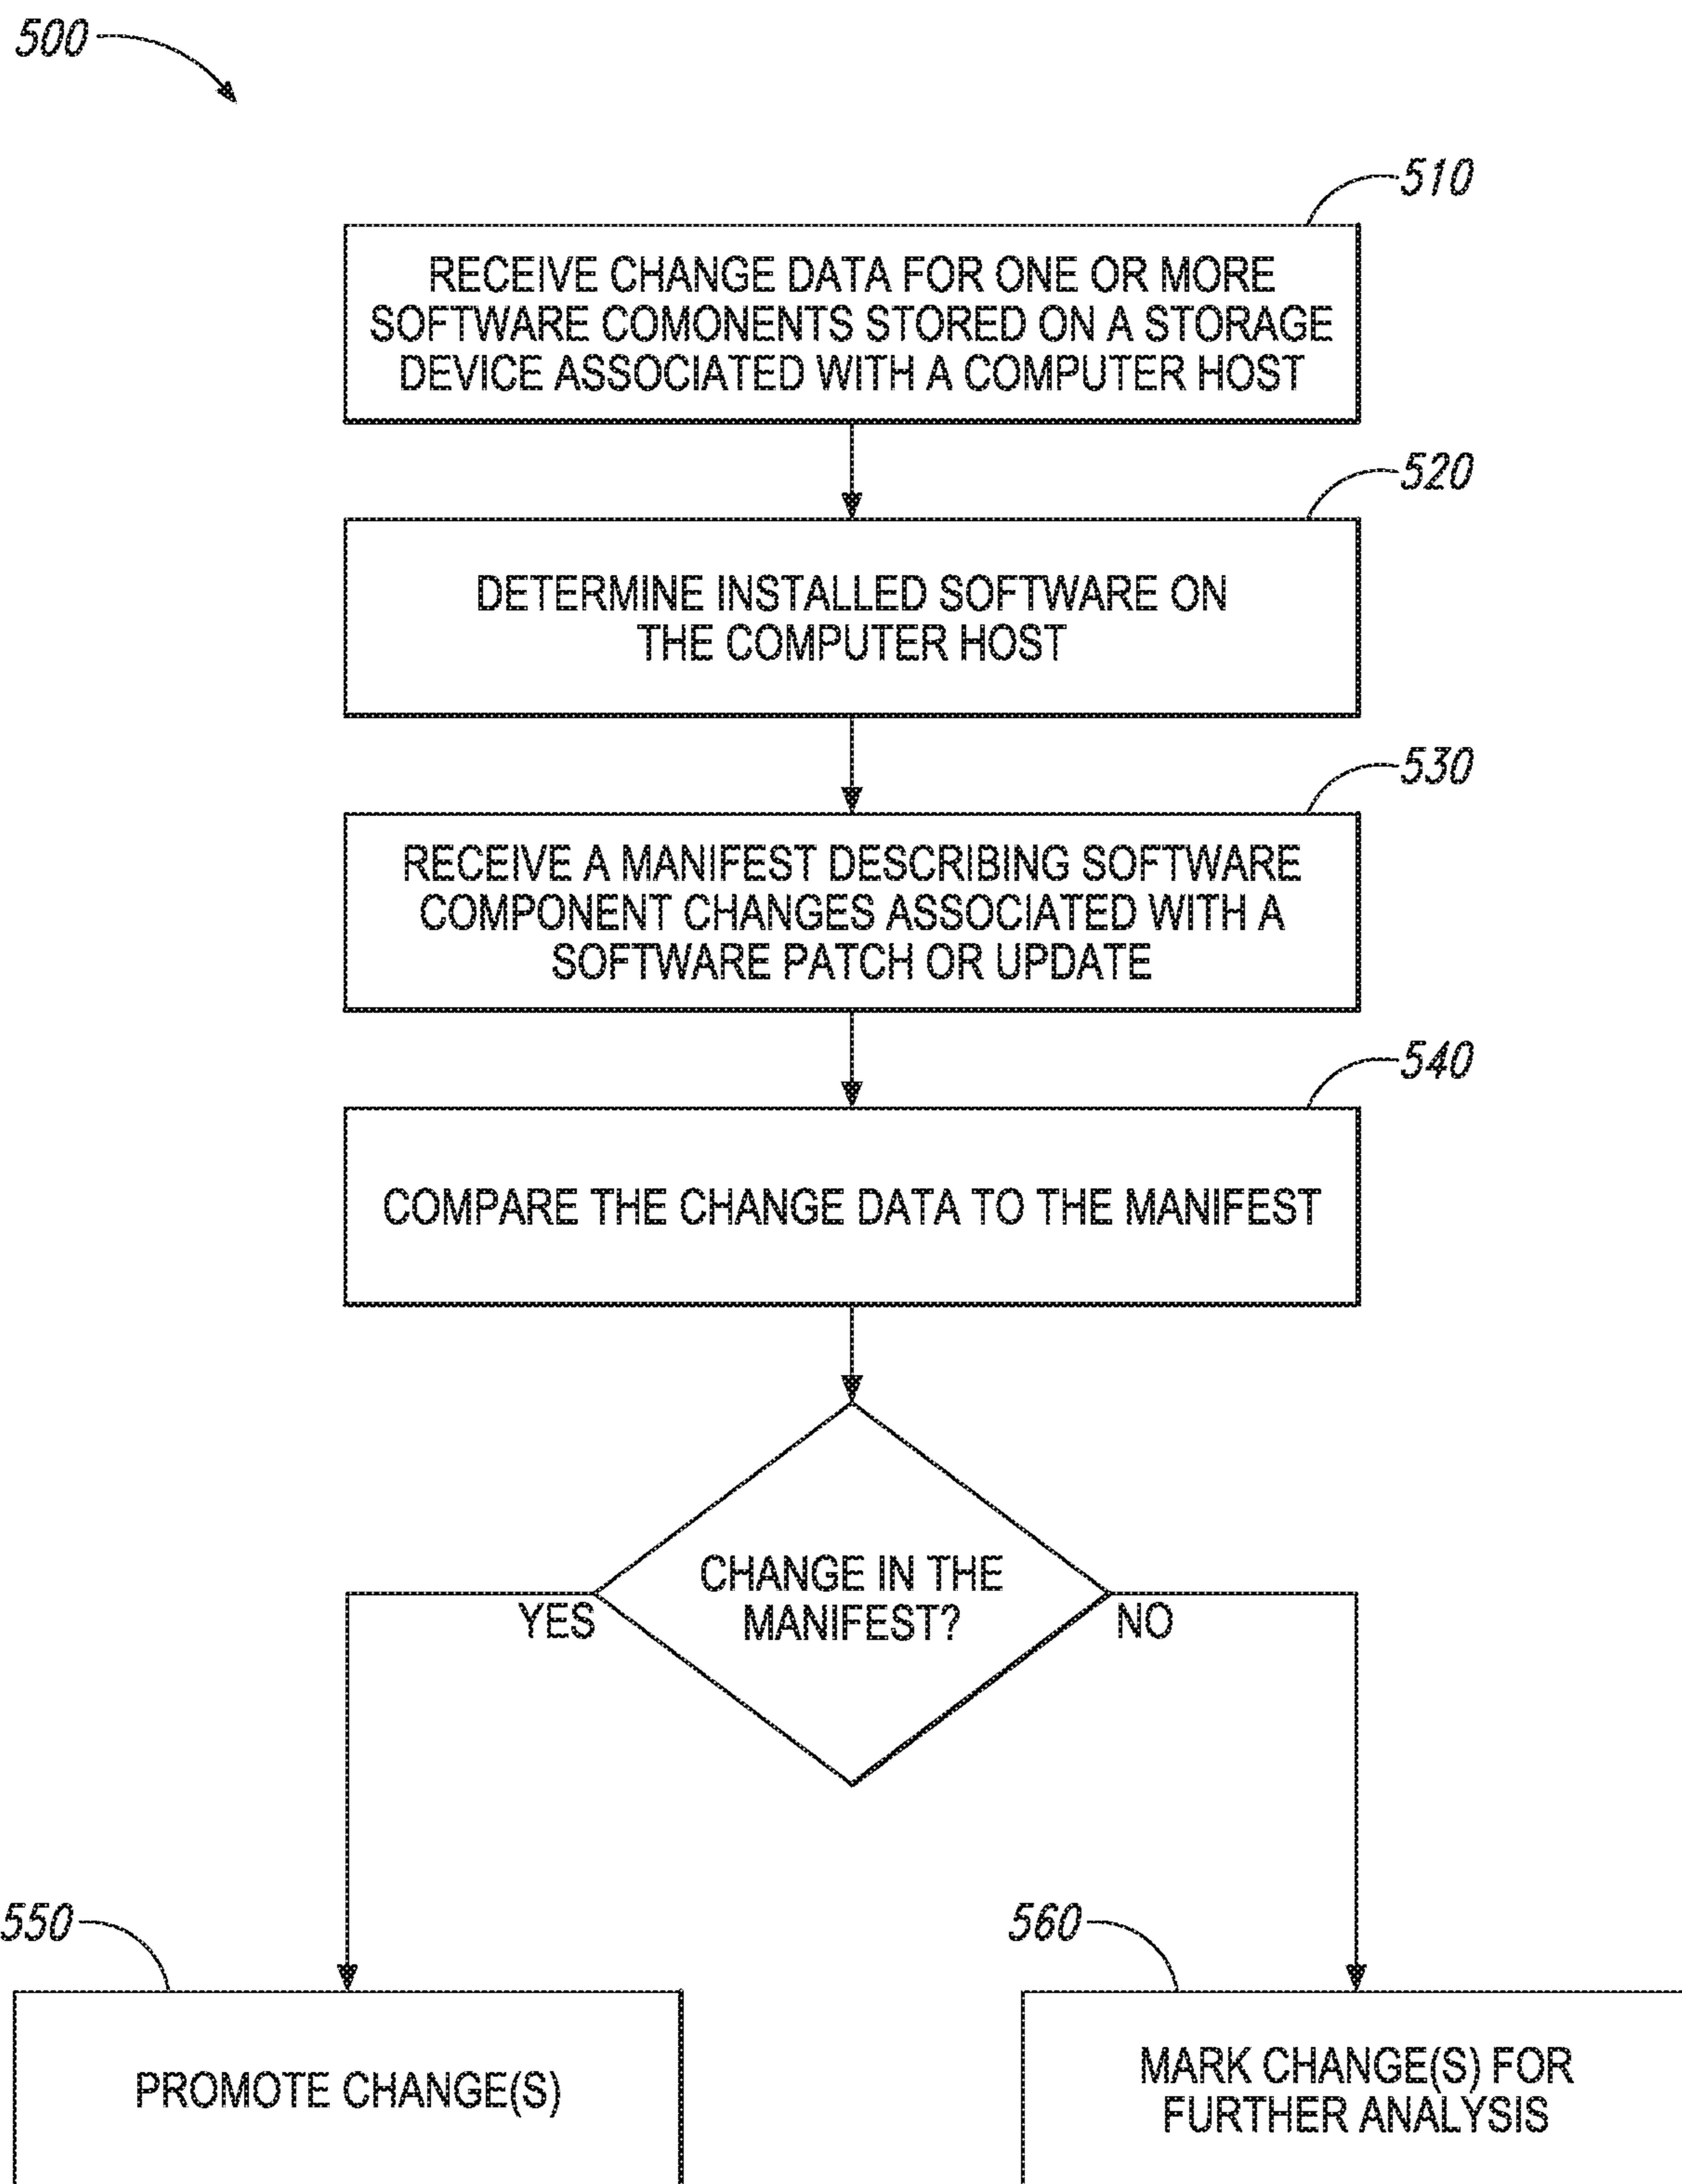 500
510
RECEIVE CHANGE DATA FOR ONE OR MORE
SOFTWARE COMONENTS STORED ON A STORAGE
DEVICE ASSOCIATED WITH A COMPUTER HOST
520
DETERMINE INSTALLED SOFTWARE ON
THE COMPUTER HOST
530
RECEIVE A MANIFEST DESCRIBING SOFTWARE
COMPONENT CHANGES ASSOCIATED WITH A
SOFTWARE PATCH OR UPDATE
540
COMPARE THE CHANGE DATA TO THE MANIFEST
CHANGE IN THE
MANIFEST?
YES
NO
550
PROMOTE CHANGE(S)
560
MARK CHANGE(S) FOR
FURTHER ANALYSIS